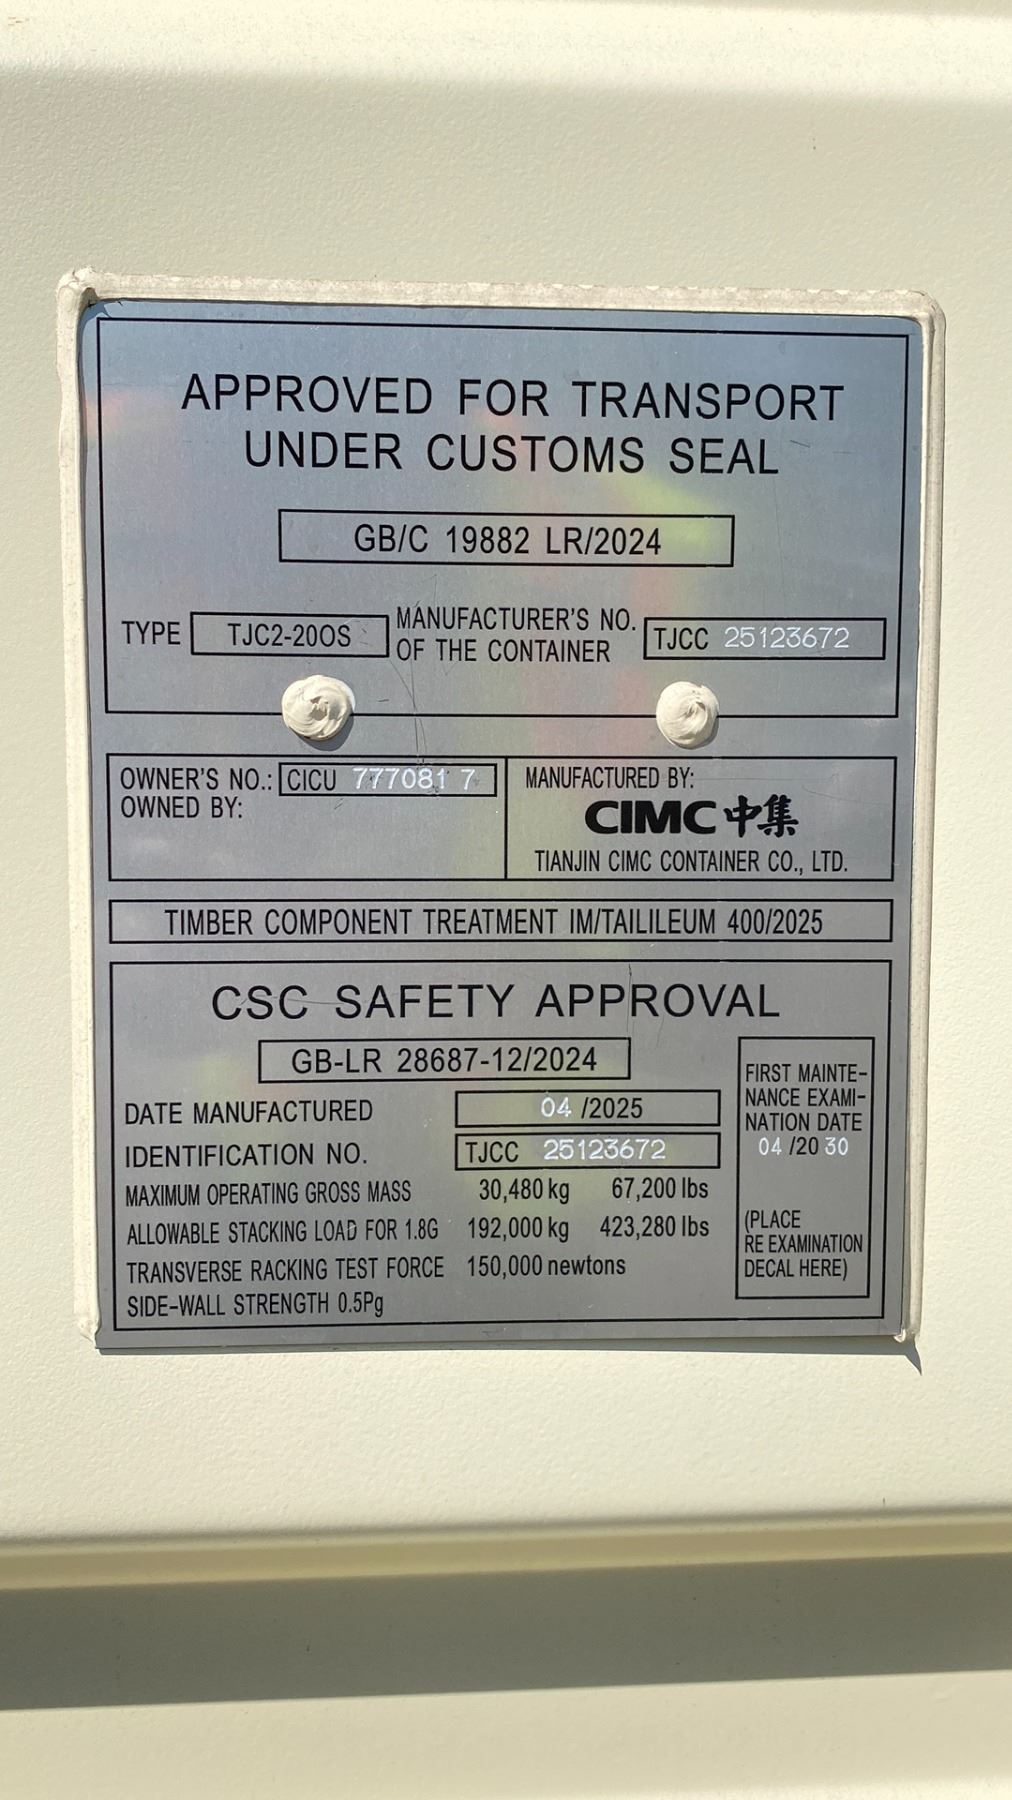 APPROVED FOR TRANSPORT
UNDER CUSTOMS SEAL
GB/C 19882 LR/2024
TYPE TJC2-20OS MANUFACTURER'S NO. OF THE CONTAINER TJCC 25123672
OWNER'S NO.: CICU 777081 7
OWNED BY:
MANUFACTURED BY:
CIMC中集
TIANJIN CIMC CONTAINER CO., LTD.
TIMBER COMPONENT TREATMENT IM/TAILILEUM 400/2025
CSC SAFETY APPROVAL
GB-LR 28687-12/2024
DATE MANUFACTURED 04 /2025
IDENTIFICATION NO. TJCC 25123672
MAXIMUM OPERATING GROSS MASS 30,480 kg 67,200 lbs
ALLOWABLE STACKING LOAD FOR 1.8G 192,000 kg 423,280 lbs
TRANSVERSE RACKING TEST FORCE 150,000 newtons
SIDE-WALL STRENGTH 0.5Pg
FIRST MAINTE-
NANCE EXAMI-
NATION DATE
04 /20 30
(PLACE
RE EXAMINATION
DECAL HERE)